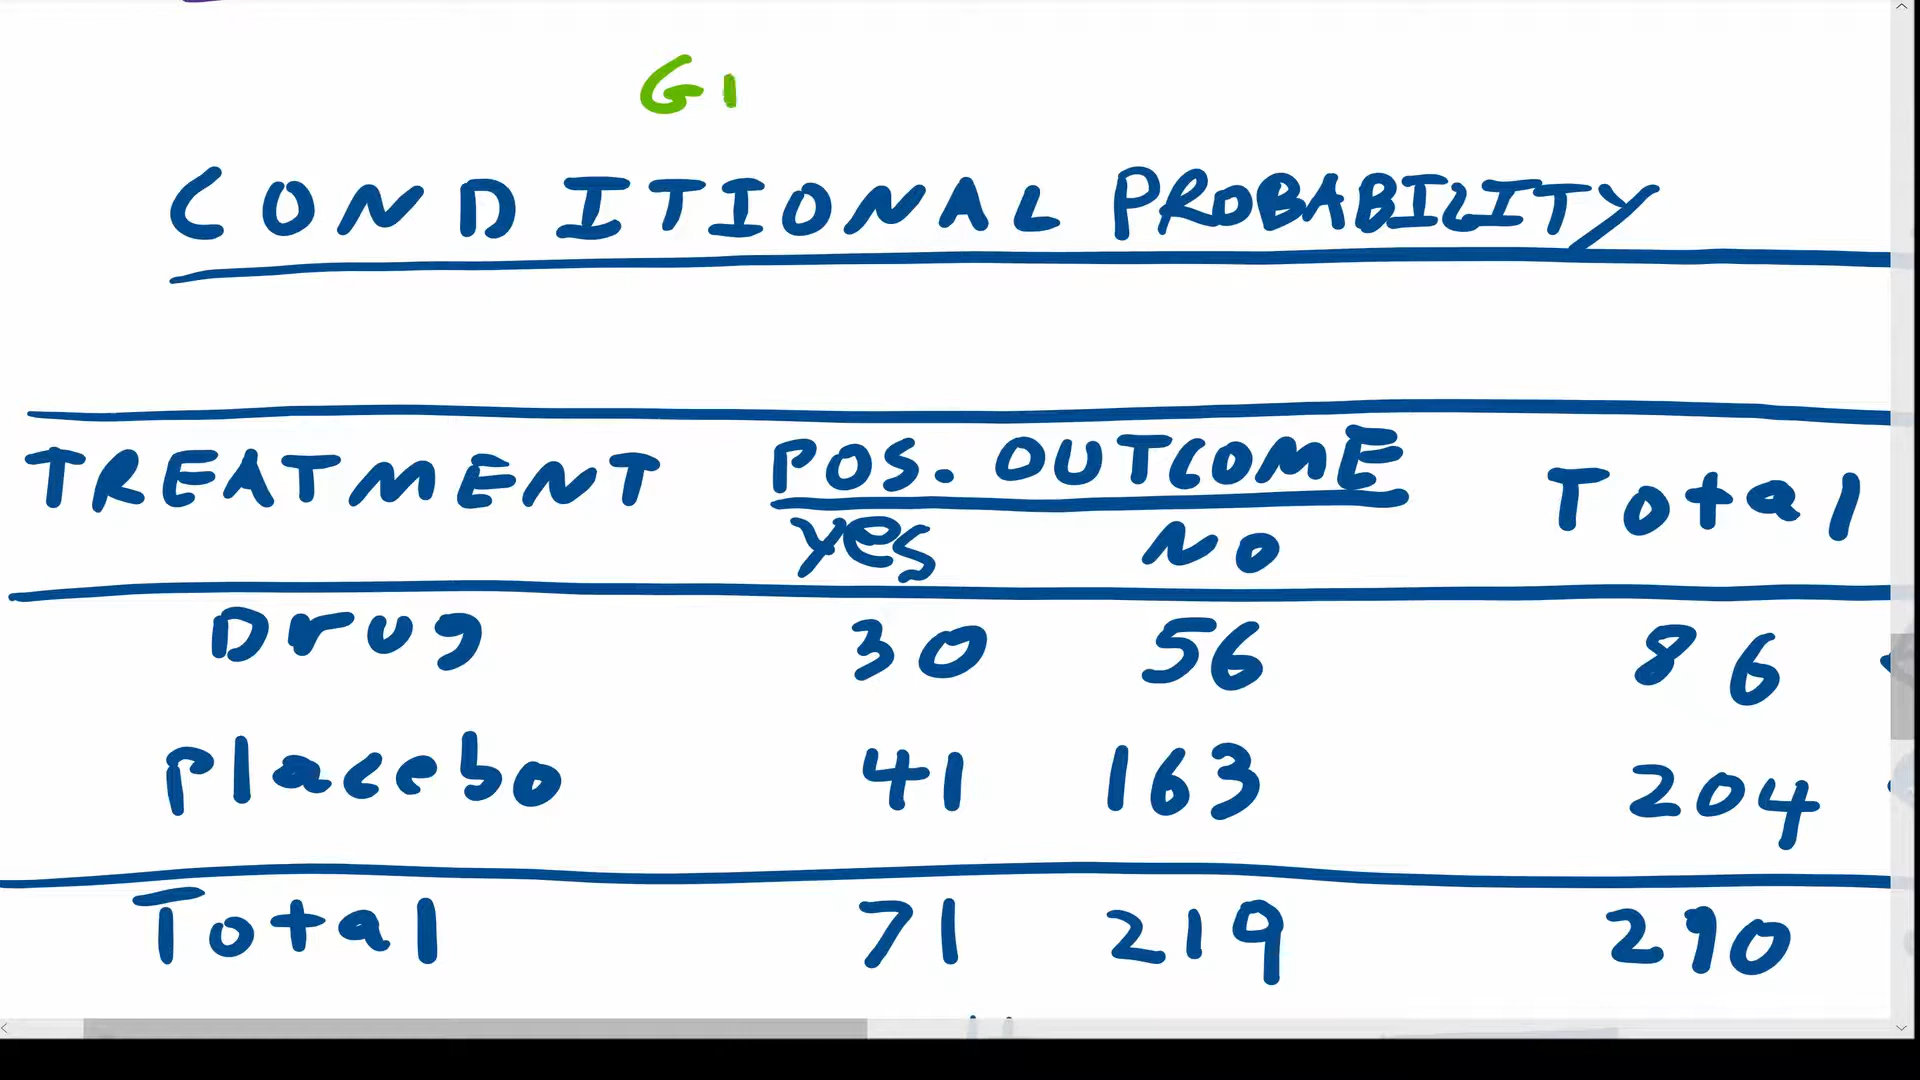 GI
CONDITIONAL PROBABILITY
TREATMENT POS. OUTCOME Total
Yes No
Drug 30 56 86
Placebo 41 163 204
Total 71 219 290